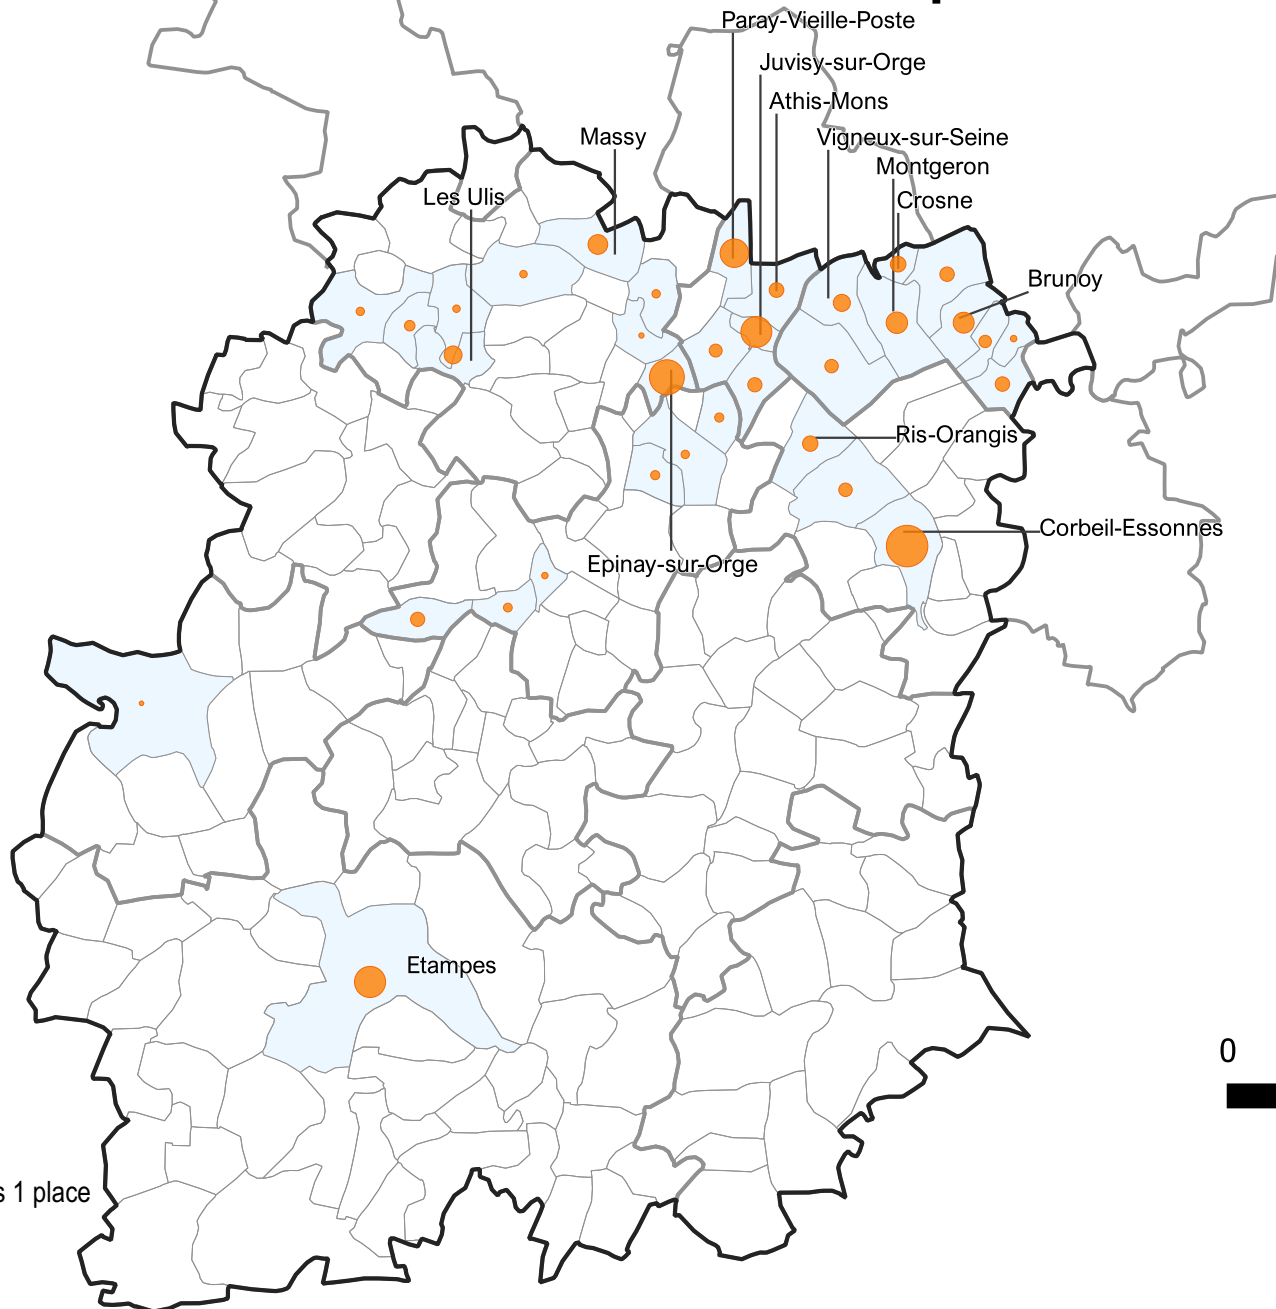 Paray-Vieille-Poste
Juvisy-sur-Orge
Athis-Mons
Massy
Vigneux-sur-Seine
Montgeron
Les Ulis
Crosne
Brunoy
Ris-Orangis
Corbeil-Essonnes
Epinay-sur-Orge
Etampes
0
1 place